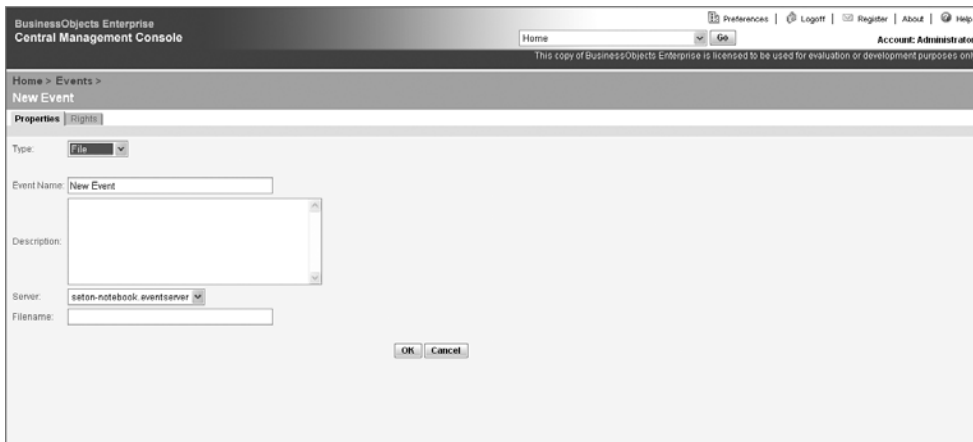 BusinessObjects Enterprise
Central Management Console
Preferences | Logoff | Register | About | Help
Home Go Account: Administrator
This copy of BusinessObjects Enterprise is licensed to be used for evaluation or development purposes onl
Home > Events >
New Event
Properties Rights
Type: File
Event Name: New Event
Description:
Server: seton-notebook.eventserver
Filename:
OK Cancel